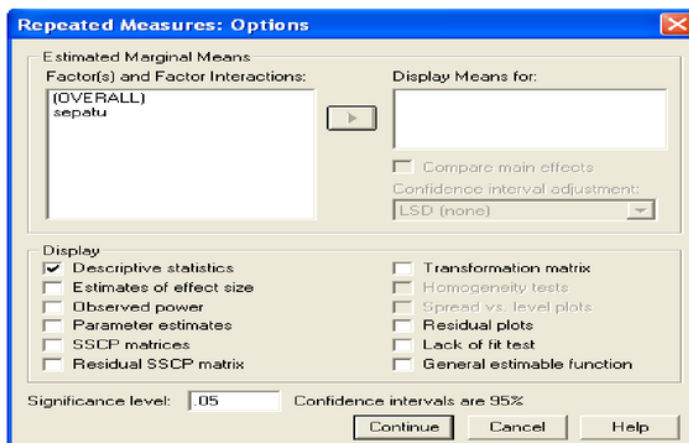 Repeated Measures: Options
Estimated Marginal Means
Factor(s) and Factor Interactions:
(OVERALL)
sepatu
Display Means for:
Compare main effects
Confidence interval adjustment:
LSD (none)
Display
Descriptive statistics
Estimates of effect size
Observed power
Parameter estimates
SSCP matrices
Residual SSCP matrix
Transformation matrix
Homogeneity tests
Spread vs. level plots
Residual plots
Lack of fit test
General estimable function
Significance level: .05 Confidence intervals are 95%
Continue Cancel Help